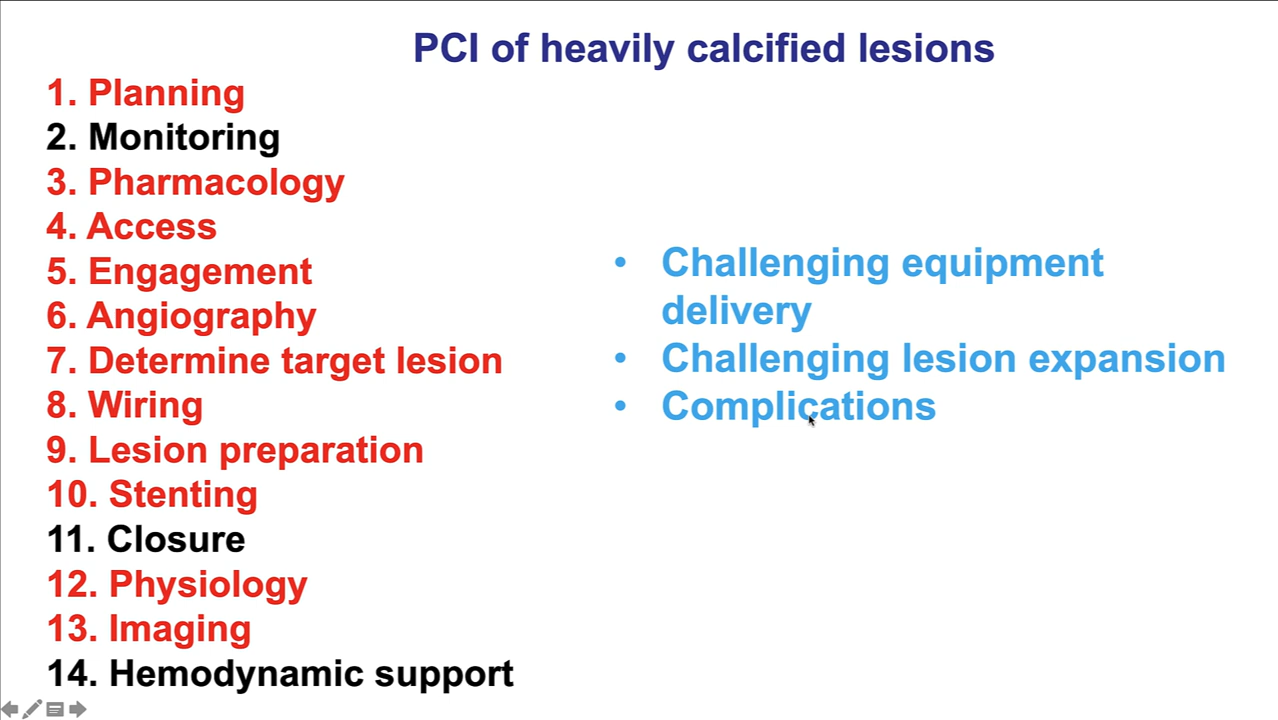 PCI of heavily calcified lesions
1. Planning
2. Monitoring
3. Pharmacology
4. Access
5. Engagement
6. Angiography
7. Determine target lesion
8. Wiring
9. Lesion preparation
10. Stenting
11. Closure
12. Physiology
13. Imaging
14. Hemodynamic support
• Challenging equipment
delivery
• Challenging lesion expansion
• Complications